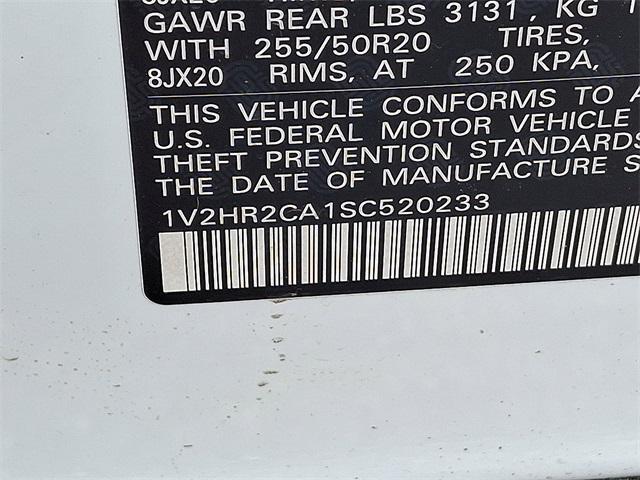 GAWR REAR LBS 3131, KG
WITH 255/50R20 TIRES,
8JX20 RIMS, AT 250 KPA,
THIS VEHICLE CONFORMS TO
U.S. FEDERAL MOTOR VEHICLE
THEFT PREVENTION STANDARDS
THE DATE OF MANUFACTURE S
1V2HR2CA1SC520233